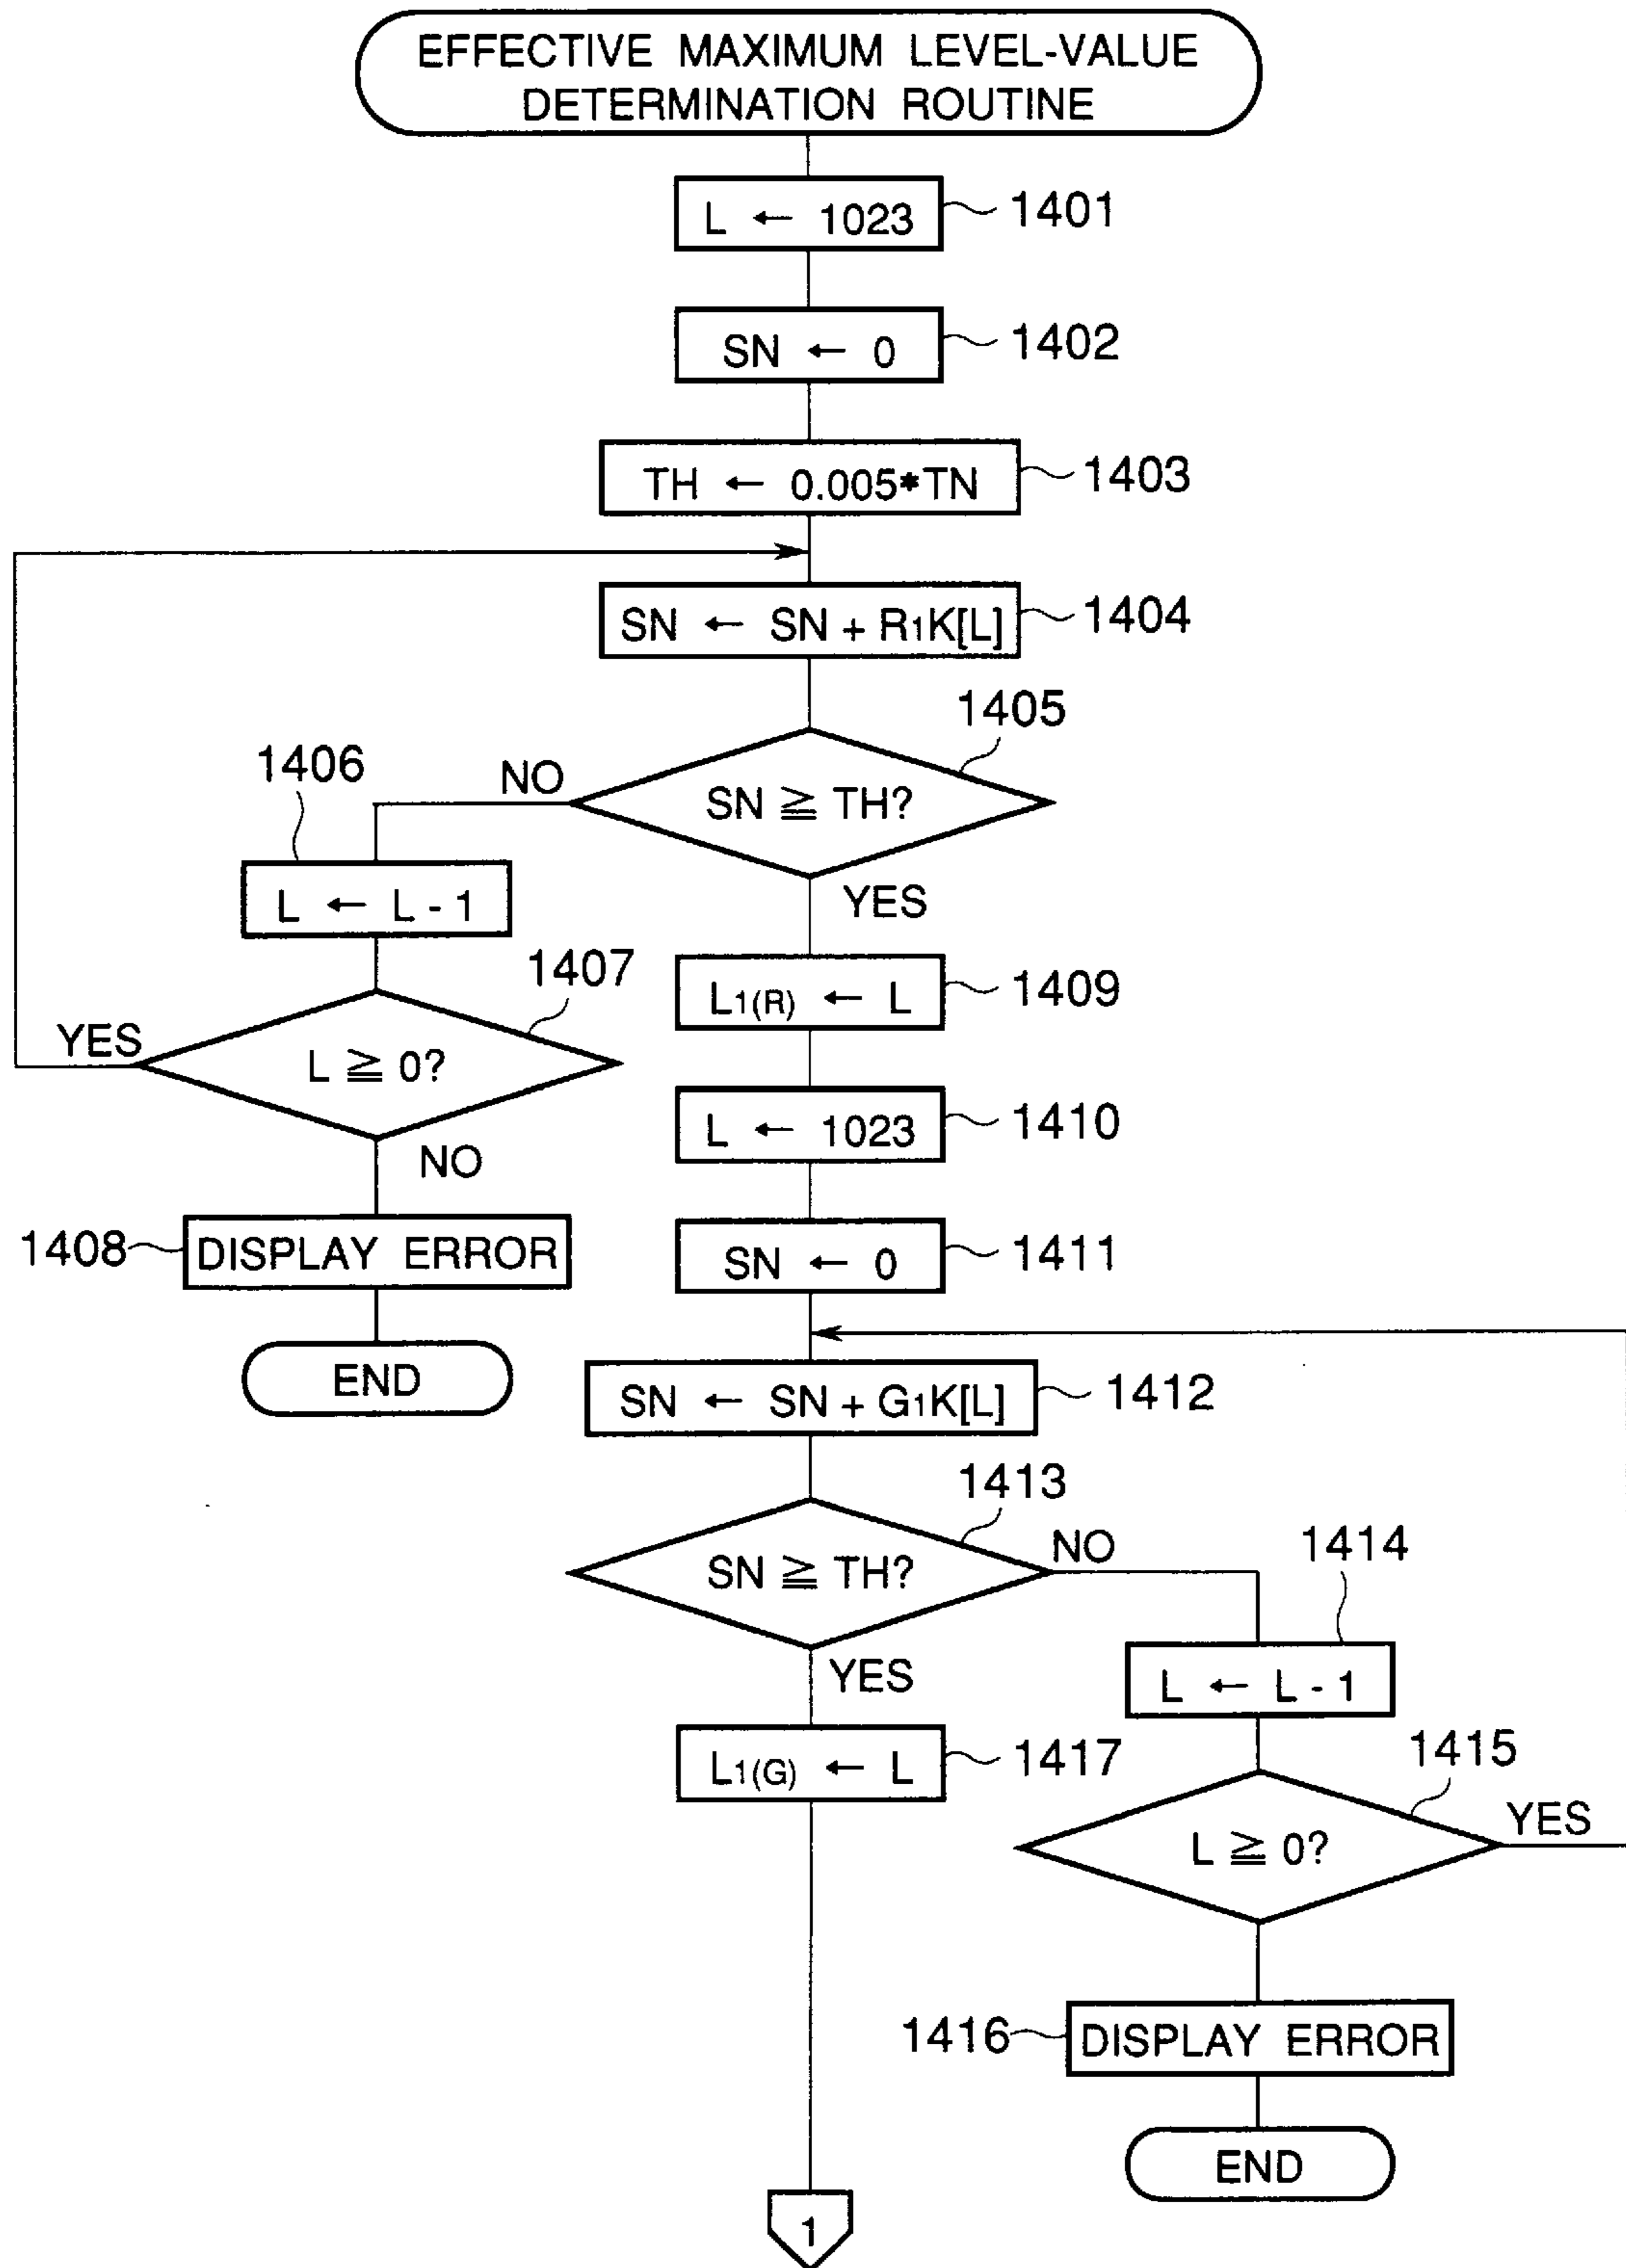 EFFECTIVE MAXIMUM LEVEL-VALUE
DETERMINATION ROUTINE
L ← 1023
1401
SN ← 0
1402
TH ← 0.005*TN
1403
SN ← SN + R1K[L]
1404
1405
SN ≧ TH?
NO
YES
1406
L ← L - 1
1407
L ≧ 0?
YES
NO
1408
DISPLAY ERROR
END
L1(R) ← L
1409
L ← 1023
1410
SN ← 0
1411
SN ← SN + G1K[L]
1412
1413
SN ≧ TH?
NO
YES
1414
L ← L - 1
1415
L ≧ 0?
YES
1416
DISPLAY ERROR
END
L1(G) ← L
1417
1